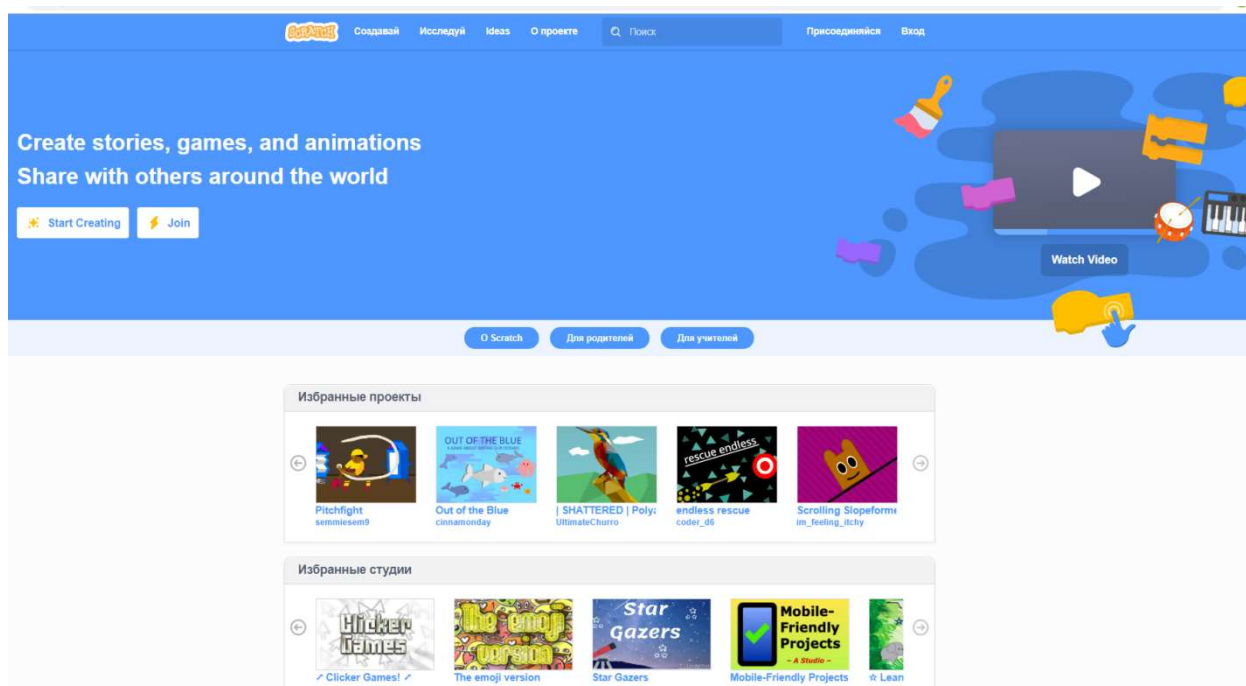 SCRATCH Создавай Исследуй Ideas О проекте Поиск Присоединяйся Вход
Create stories, games, and animations
Share with others around the world
Start Creating Join
Watch Video
О Scratch Для родителей Для учителей
Избранные проекты
OUT OF THE BLUE
rescue endless
Pitchfight Out of the Blue | SHATTERED | Poly: endless rescue Scrolling Slopeforme
semmiesem9 cinnamonday UltimateChurro coder_d6 im_feeling_itchy
Избранные студии
Clicker Games
The emoji version
Star Gazers
Mobile-
Friendly
Projects
- A Studio -
Clicker Games! The emoji version Star Gazers Mobile-Friendly Projects ☆ Lean